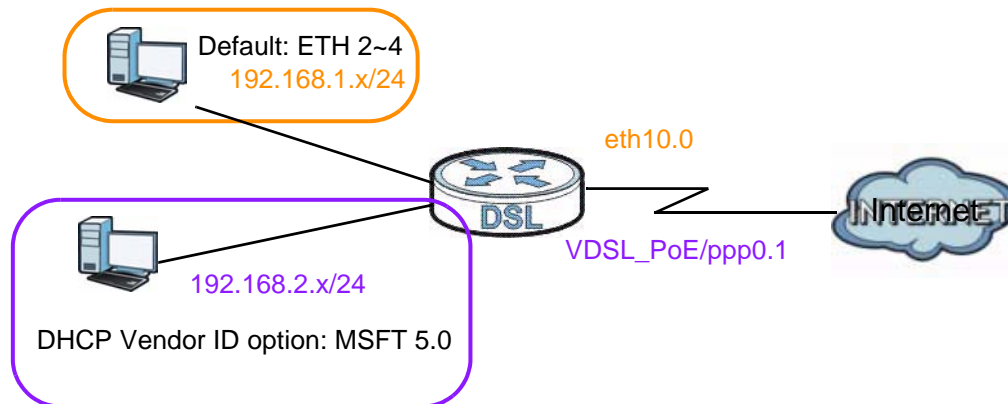 Default: ETH 2~4
192.168.1.x/24
eth10.0
DSL
INTERNET
Internet
VDSL_PoE/ppp0.1
192.168.2.x/24
DHCP Vendor ID option: MSFT 5.0